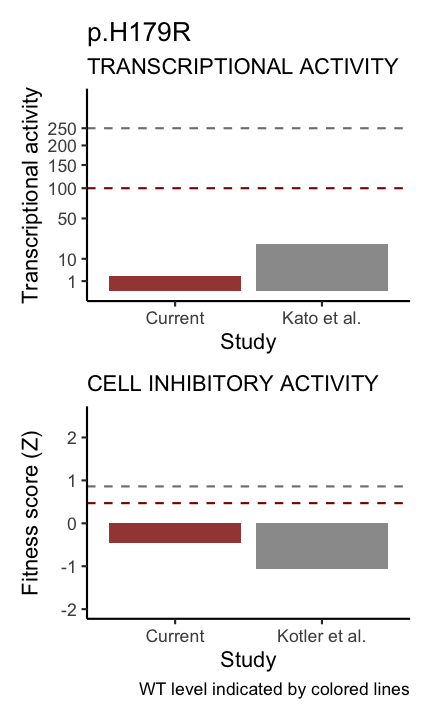 p.H179R
TRANSCRIPTIONAL ACTIVITY
Transcriptional activity
250
200
150
100
50
10
1
Current
Kato et al.
Study
CELL INHIBITORY ACTIVITY
Fitness score (Z)
2
1
0
-1
-2
Current
Kotler et al.
Study
WT level indicated by colored lines